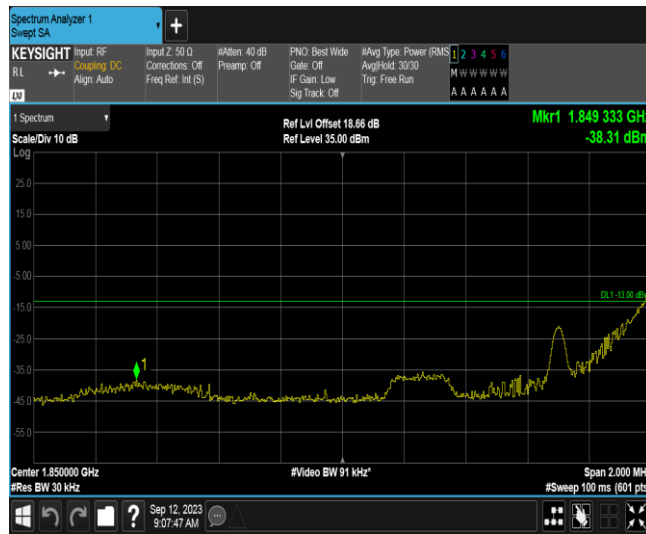 Spectrum Analyzer 1
Swept SA
KEYSIGHT
RL
LXI
Input: RF
Coupling: DC
Align: Auto
Input Z: 50 Ω
Corrections: Off
Freq Ref: Int (S)
#Atten: 40 dB
Preamp: Off
PNO: Best Wide
Gate: Off
IF Gain: Low
Sig Track: Off
#Avg Type: Power (RMS
Avg|Hold: 30/30
Trig: Free Run
1 2 3 4 5 6
M W W W W W
A A A A A A
1 Spectrum
Scale/Div 10 dB
Log
Ref Lvl Offset 18.66 dB
Ref Level 35.00 dBm
Mkr1 1.849 333 GHz
-38.31 dBm
25.0
15.0
5.00
-5.00
DL1 -13.00 dBm
-15.0
-25.0
-35.0
1
-45.0
-55.0
Center 1.850000 GHz
#Res BW 30 kHz
#Video BW 91 kHz*
Span 2.000 MH
#Sweep 100 ms (601 pts
?
Sep 12, 2023
9:07:47 AM